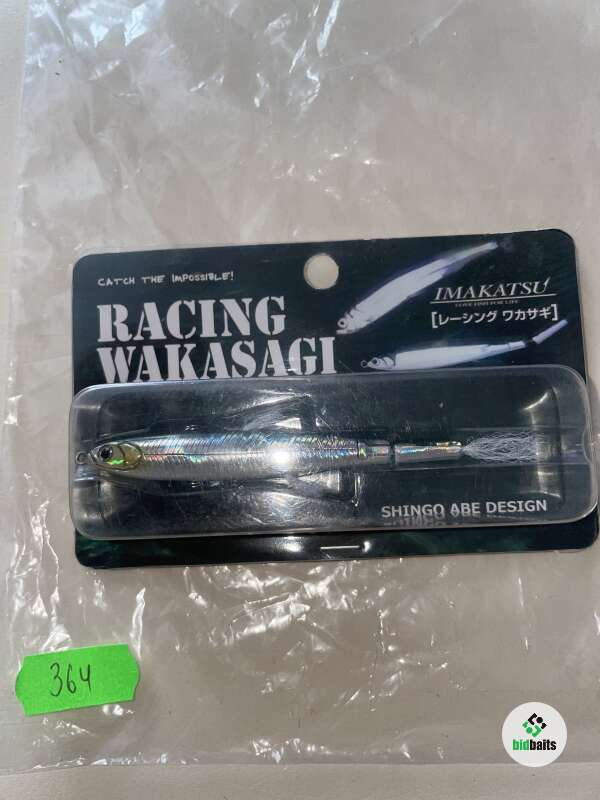 CATCH THE IMPOSSIBLE!
RACING
WAKASAGI
IMAKATSU
LOVE FISH FOR LIFE
[レーシング ワカサギ]
SHINGO ABE DESIGN
364
bidbaits